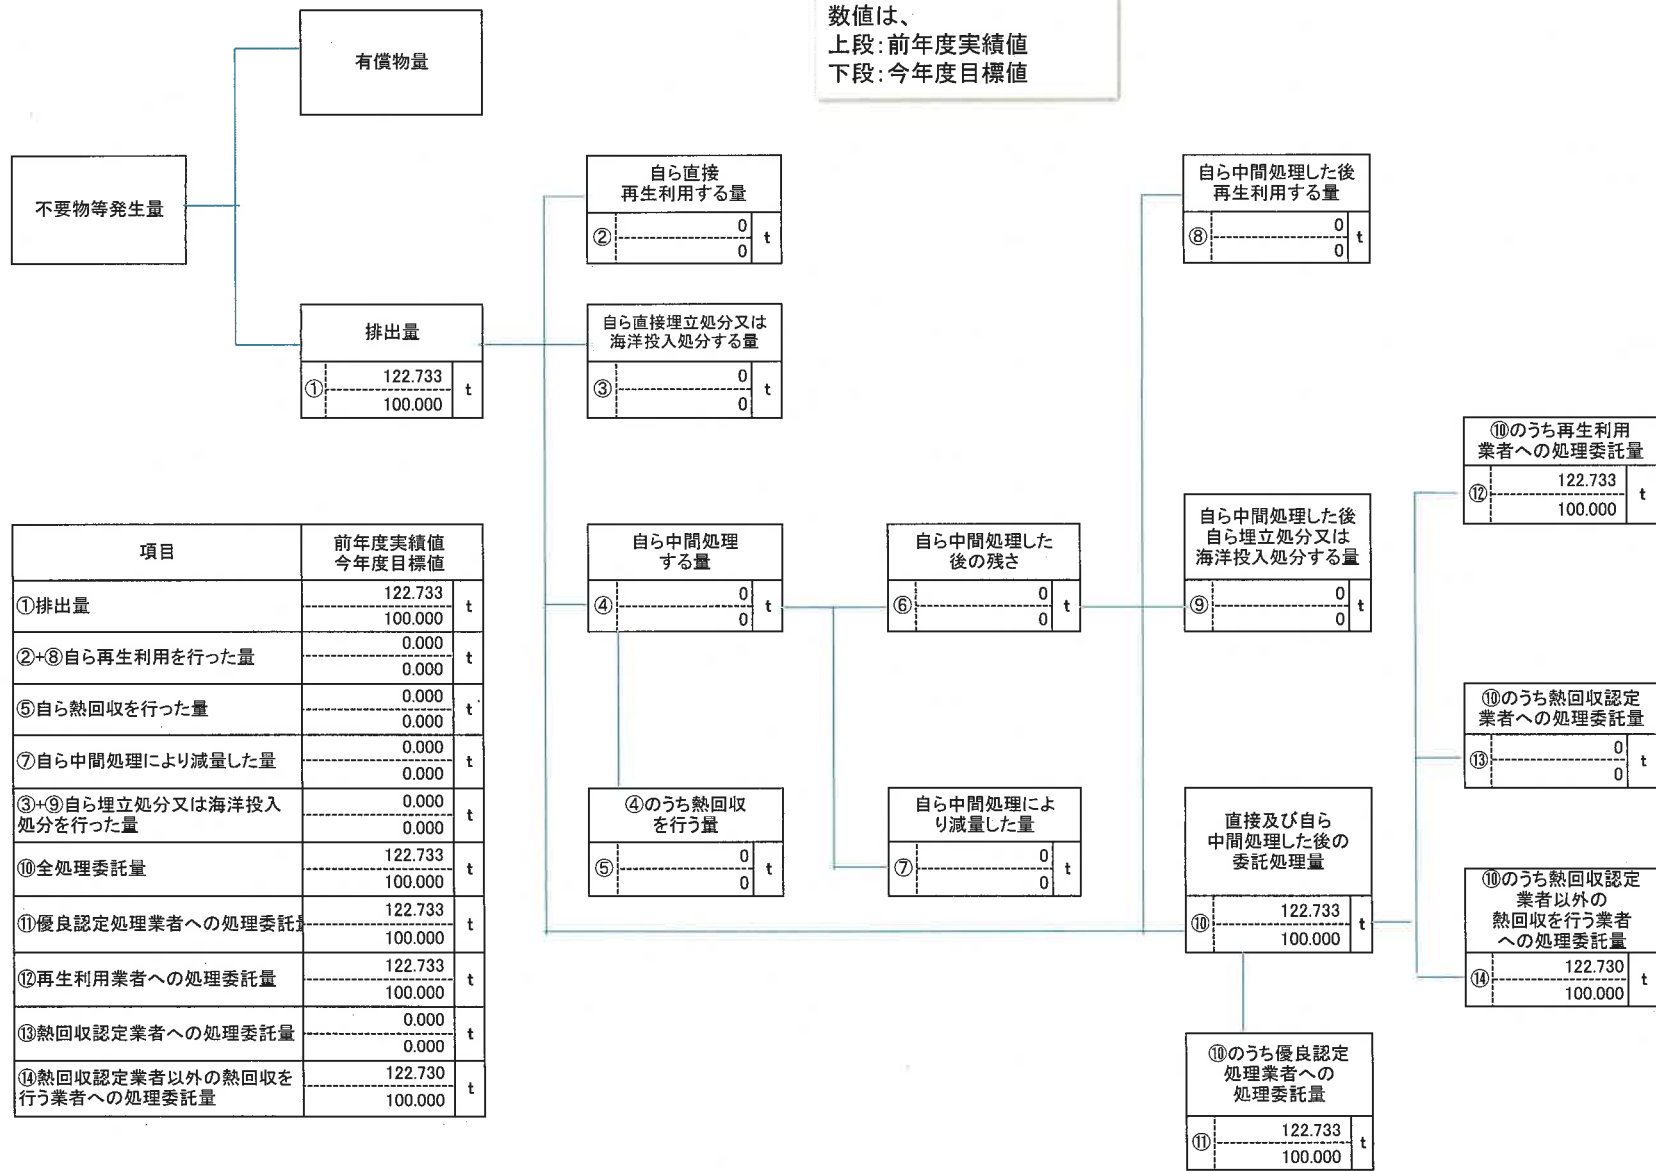 数値は、
上段:前年度実績値
下段:今年度目標値
有償物量
不要物等発生量
排出量
①
122.733
100.000
t
自ら直接
再生利用する量
②
0
0
t
自ら直接埋立処分又は
海洋投入処分する量
③
0
0
t
自ら中間処理
する量
④
0
0
t
④のうち熱回収
を行う量
⑤
0
0
t
自ら中間処理した
後の残さ
⑥
0
0
t
自ら中間処理によ
り減量した量
⑦
0
0
t
自ら中間処理した後
再生利用する量
⑧
0
0
t
自ら中間処理した後
自ら埋立処分又は
海洋投入処分する量
⑨
0
0
t
直接及び自ら
中間処理した後の
委託処理量
⑩
122.733
100.000
t
⑩のうち優良認定
処理業者への
処理委託量
⑪
122.733
100.000
t
⑩のうち再生利用
業者への処理委託量
⑫
122.733
100.000
t
⑩のうち熱回収認定
業者への処理委託量
⑬
0
0
t
⑩のうち熱回収認定
業者以外の
熱回収を行う業者
への処理委託量
⑭
122.730
100.000
t
項目
前年度実績値
今年度目標値
①排出量
122.733
100.000
t
②+⑧自ら再生利用を行った量
0.000
0.000
t
⑤自ら熱回収を行った量
0.000
0.000
t
⑦自ら中間処理により減量した量
0.000
0.000
t
③+⑨自ら埋立処分又は海洋投入
処分を行った量
0.000
0.000
t
⑩全処理委託量
122.733
100.000
t
⑪優良認定処理業者への処理委託
122.733
100.000
t
⑫再生利用業者への処理委託量
122.733
100.000
t
⑬熱回収認定業者への処理委託量
0.000
0.000
t
⑭熱回収認定業者以外の熱回収を
行う業者への処理委託量
122.730
100.000
t